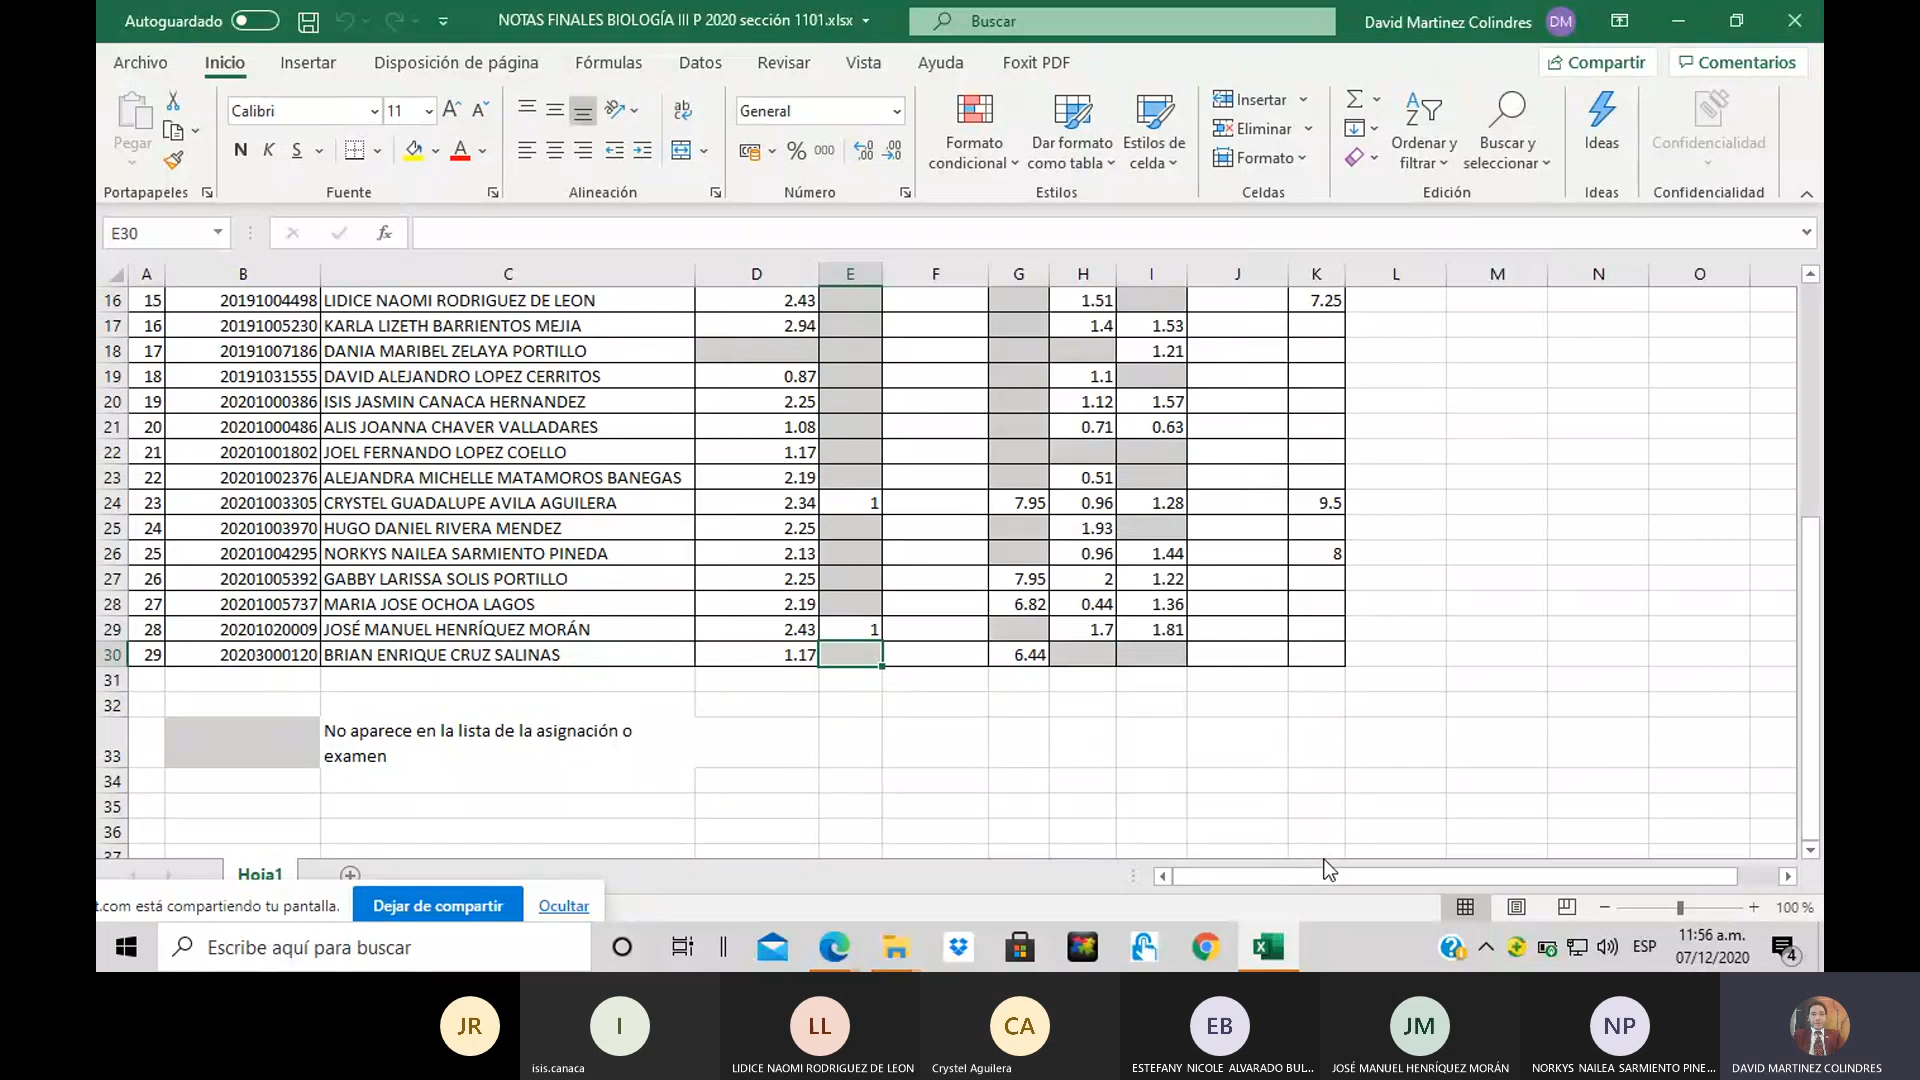 Autoguardado NOTAS FINALES BIOLOGÍA III P 2020 sección 1101.xlsx Buscar David Martinez Colindres DM
Archivo Inicio Insertar Disposición de página Fórmulas Datos Revisar Vista Ayuda Foxit PDF Compartir Comentarios
Pegar
Calibri 11
N K S
ab
General
% 000
Formato condicional
Dar formato como tabla
Estilos de celda
Insertar
Eliminar
Formato
Ordenar y filtrar
Buscar y seleccionar
Ideas
Confidencialidad
Portapapeles Fuente Alineación Número Estilos Celdas Edición Ideas Confidencialidad
E30 fx
A B C D E F G H I J K L M N O
16 15 20191004498 LIDICE NAOMI RODRIGUEZ DE LEON 2.43 1.51 7.25
17 16 20191005230 KARLA LIZETH BARRIENTOS MEJIA 2.94 1.4 1.53
18 17 20191007186 DANIA MARIBEL ZELAYA PORTILLO 1.21
19 18 20191031555 DAVID ALEJANDRO LOPEZ CERRITOS 0.87 1.1
20 19 20201000386 ISIS JASMIN CANACA HERNANDEZ 2.25 1.12 1.57
21 20 20201000486 ALIS JOANNA CHAVER VALLADARES 1.08 0.71 0.63
22 21 20201001802 JOEL FERNANDO LOPEZ COELLO 1.17
23 22 20201002376 ALEJANDRA MICHELLE MATAMOROS BANEGAS 2.19 0.51
24 23 20201003305 CRYSTEL GUADALUPE AVILA AGUILERA 2.34 1 7.95 0.96 1.28 9.5
25 24 20201003970 HUGO DANIEL RIVERA MENDEZ 2.25 1.93
26 25 20201004295 NORKYS NAILEA SARMIENTO PINEDA 2.13 0.96 1.44 8
27 26 20201005392 GABBY LARISSA SOLIS PORTILLO 2.25 7.95 2 1.22
28 27 20201005737 MARIA JOSE OCHOA LAGOS 2.19 6.82 0.44 1.36
29 28 20201020009 JOSÉ MANUEL HENRÍQUEZ MORÁN 2.43 1 1.7 1.81
30 29 20203000120 BRIAN ENRIQUE CRUZ SALINAS 1.17 6.44
31
32
No aparece en la lista de la asignación o
33 examen
34
35
36
37
Hoja1
t.com está compartiendo tu pantalla. Dejar de compartir Ocultar 100 %
Escribe aquí para buscar ESP 11:56 a.m.
07/12/2020 4
JR I LL CA EB JM NP
isis.canaca LIDICE NAOMI RODRIGUEZ DE LEON Crystel Aguilera ESTEFANY NICOLE ALVARADO BUL... JOSÉ MANUEL HENRÍQUEZ MORÁN NORKYS NAILEA SARMIENTO PINE... DAVID MARTINEZ COLINDRES